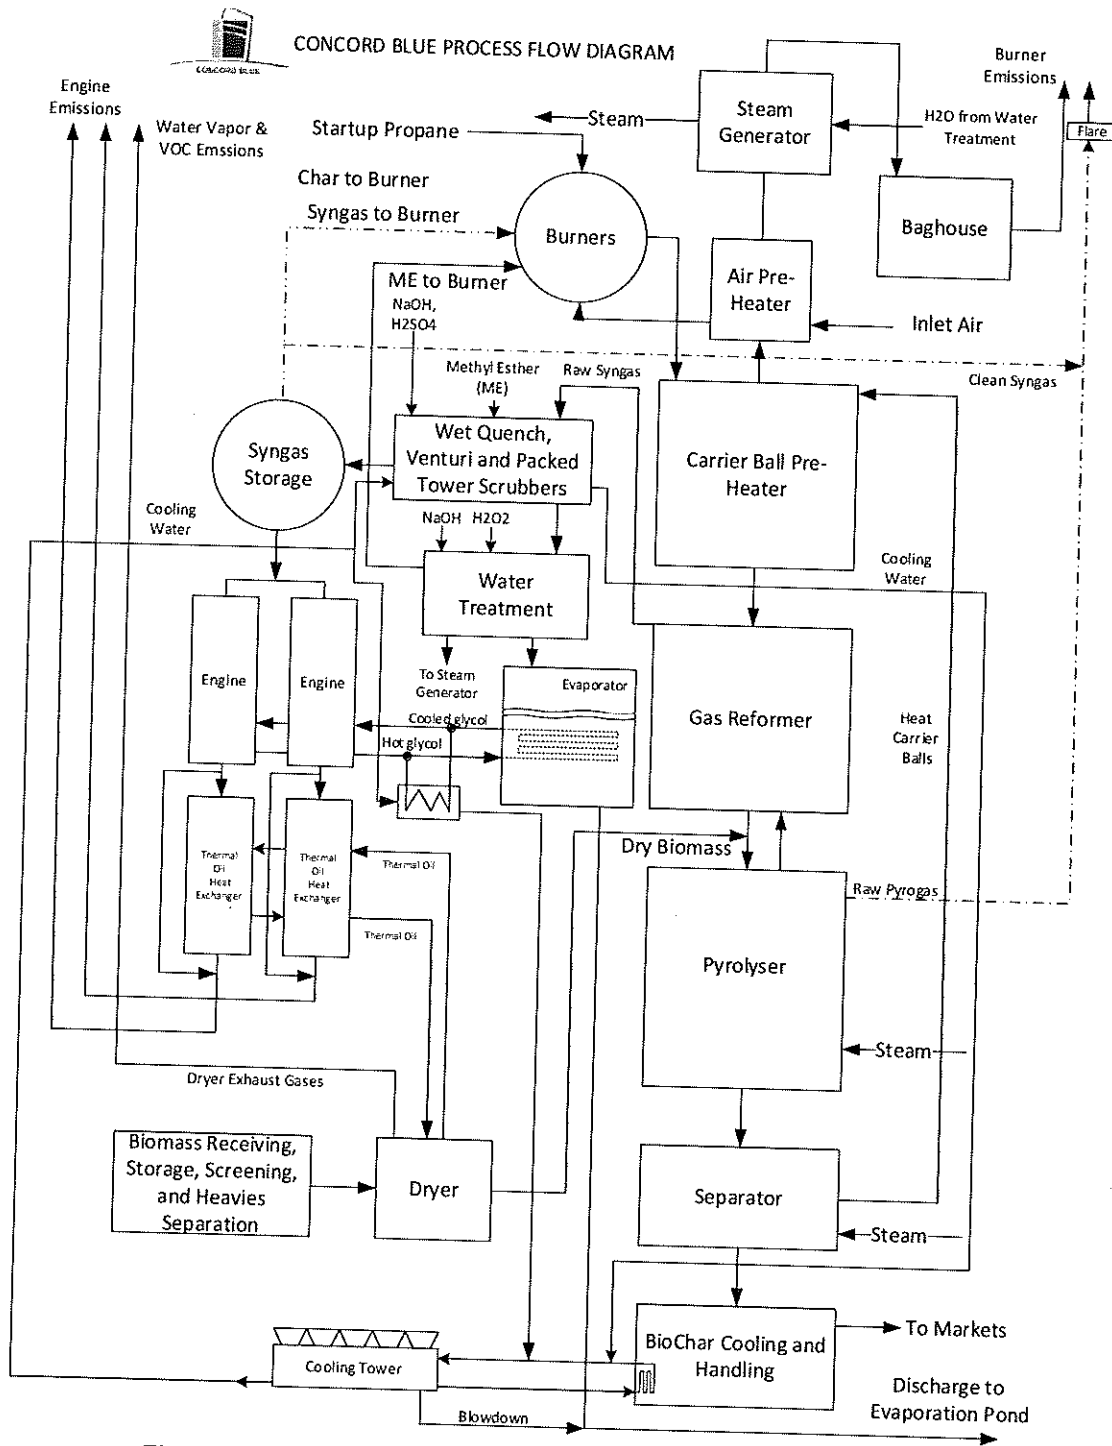 CONCORD BLUE
CONCORD BLUE PROCESS FLOW DIAGRAM
Engine
Emissions
Water Vapor &
VOC Emssions
Startup Propane
Steam
Steam
Generator
H2O from Water
Treatment
Burner
Emissions
Flare
Char to Burner
Syngas to Burner
Burners
Baghouse
ME to Burner
Air Pre-
Heater
Inlet Air
NaOH,
H2SO4
Methyl Esther
(ME)
Raw Syngas
Clean Syngas
Syngas
Storage
Wet Quench,
Venturi and Packed
Tower Scrubbers
Carrier Ball Pre-
Heater
Cooling
Water
NaOH
H2O2
Cooling
Water
Water
Treatment
To Steam
Generator
Evaporator
Engine
Engine
Cooled glycol
Hot glycol
Gas Reformer
Heat
Carrier
Balls
Dry Biomass
Thermal
Oil
Heat
Exchanger
Thermal
Oil
Heat
Exchanger
Thermal Oil
Thermal Oil
Raw Pyrogas
Pyrolyser
Steam
Dryer Exhaust Gases
Biomass Receiving,
Storage, Screening,
and Heavies
Separation
Dryer
Separator
Steam
BioChar Cooling and
Handling
To Markets
Cooling Tower
Blowdown
Discharge to
Evaporation Pond